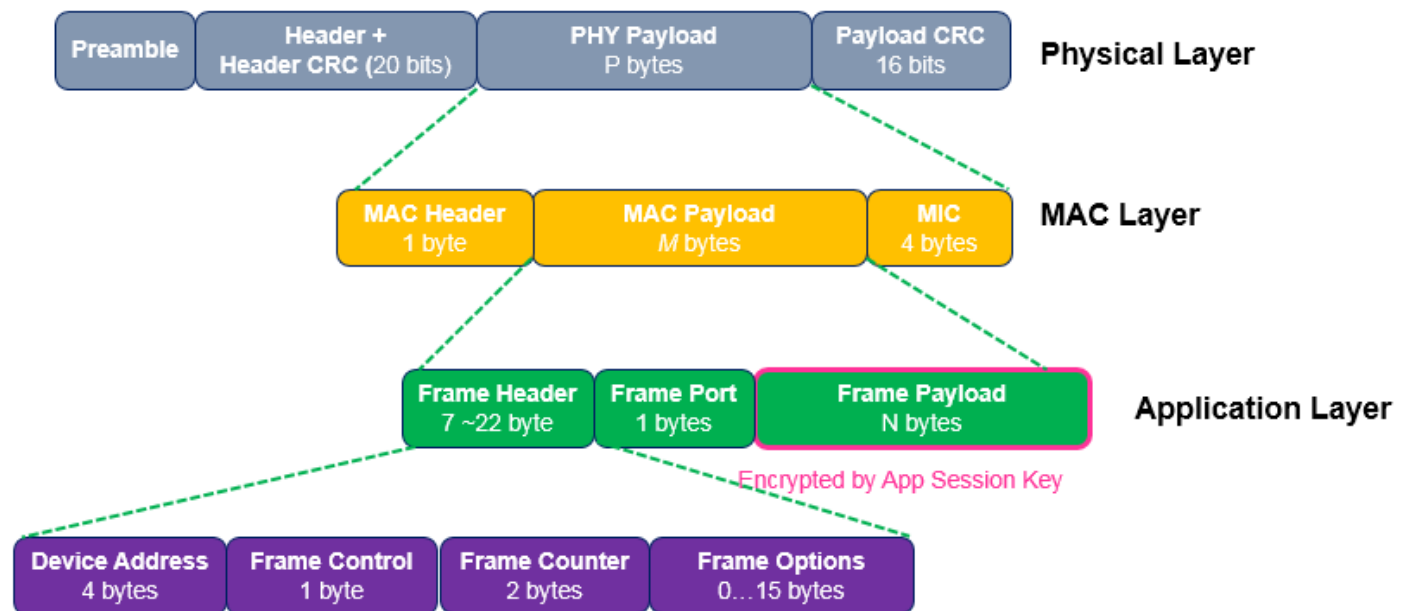 Preamble
Header +
Header CRC (20 bits)
PHY Payload
P bytes
Payload CRC
16 bits
Physical Layer
MAC Header
1 byte
MAC Payload
M bytes
MIC
4 bytes
MAC Layer
Frame Header
7 ~22 byte
Frame Port
1 bytes
Frame Payload
N bytes
Application Layer
Encrypted by App Session Key
Device Address
4 bytes
Frame Control
1 byte
Frame Counter
2 bytes
Frame Options
0...15 bytes